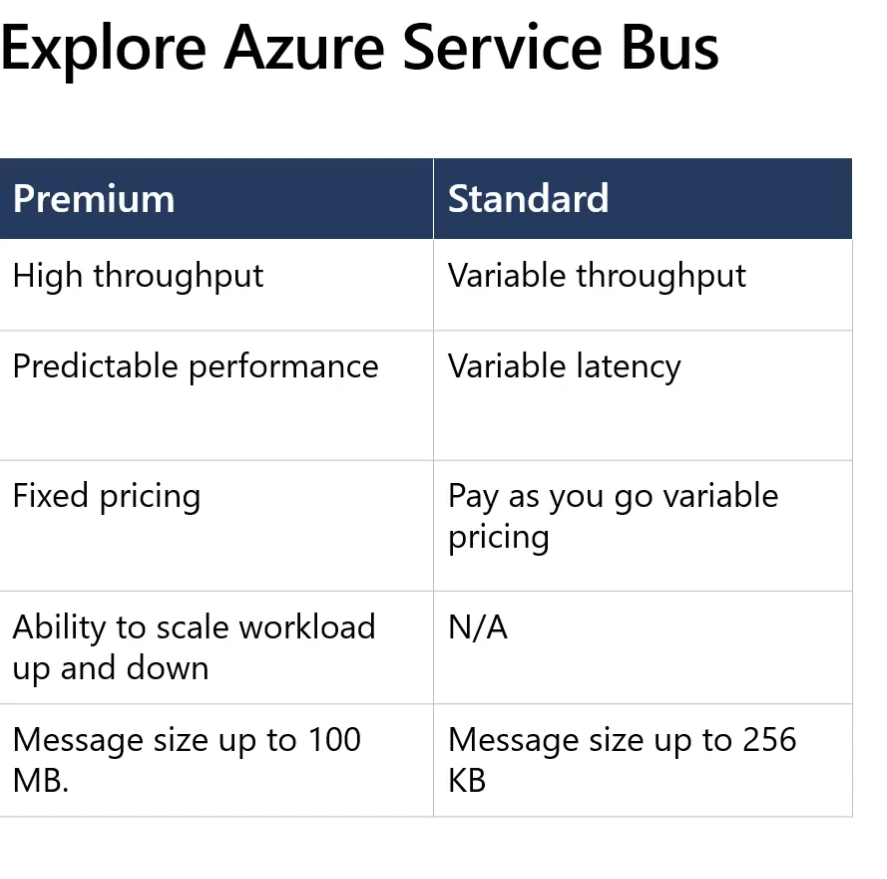 Explore Azure Service Bus
Premium
Standard
High throughput
Variable throughput
Predictable performance
Variable latency
Fixed pricing
Pay as you go variable
pricing
Ability to scale workload
up and down
N/A
Message size up to 100
MB.
Message size up to 256
KB